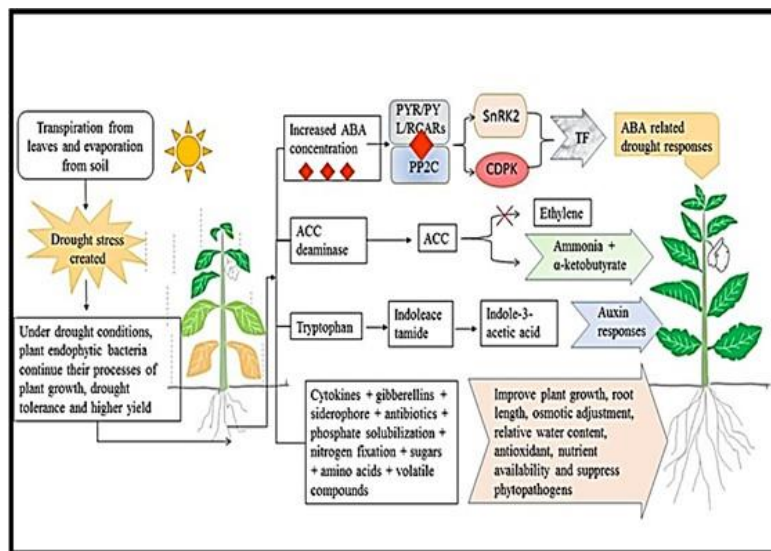 Transpiration from
leaves and evaporation
from soil
Drought stress
created
Under drought conditions,
plant endophytic bacteria
continue their processes of
plant growth, drought
tolerance and higher yield
Increased ABA
concentration
PYR/PY
L/RCARs
PP2C
SnRK2
CDPK
TF
ABA related
drought responses
ACC
deaminase
ACC
Ethylene
Ammonia +
α-ketobutyrate
Tryptophan
Indoleace
tamide
Indole-3-
acetic acid
Auxin
responses
Cytokines + gibberellins +
siderophore + antibiotics +
phosphate solubilization +
nitrogen fixation + sugars
+ amino acids + volatile
compounds
Improve plant growth, root
length, osmotic adjustment,
relative water content,
antioxidant, nutrient
availability and suppress
phytopathogens